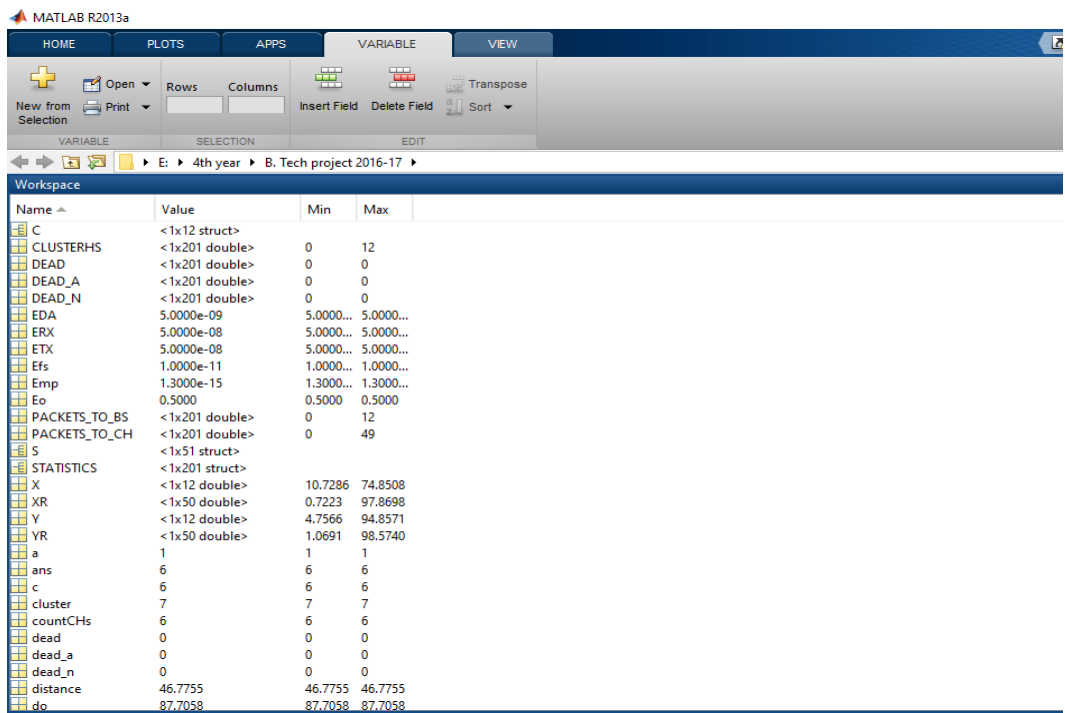 MATLAB R2013a
HOME PLOTS APPS VARIABLE VIEW
New from Selection Open Print Rows Columns Insert Field Delete Field Transpose Sort
VARIABLE SELECTION EDIT
E: 4th year B. Tech project 2016-17
Workspace
Name Value Min Max
C <1x12 struct>
CLUSTERHS <1x201 double> 0 12
DEAD <1x201 double> 0 0
DEAD_A <1x201 double> 0 0
DEAD_N <1x201 double> 0 0
EDA 5.0000e-09 5.0000... 5.0000...
ERX 5.0000e-08 5.0000... 5.0000...
ETX 5.0000e-08 5.0000... 5.0000...
Efs 1.0000e-11 1.0000... 1.0000...
Emp 1.3000e-15 1.3000... 1.3000...
Eo 0.5000 0.5000 0.5000
PACKETS_TO_BS <1x201 double> 0 12
PACKETS_TO_CH <1x201 double> 0 49
S <1x51 struct>
STATISTICS <1x201 struct>
X <1x12 double> 10.7286 74.8508
XR <1x50 double> 0.7223 97.8698
Y <1x12 double> 4.7566 94.8571
YR <1x50 double> 1.0691 98.5740
a 1 1 1
ans 6 6 6
c 6 6 6
cluster 7 7 7
countCHs 6 6 6
dead 0 0 0
dead_a 0 0 0
dead_n 0 0 0
distance 46.7755 46.7755 46.7755
do 87.7058 87.7058 87.7058